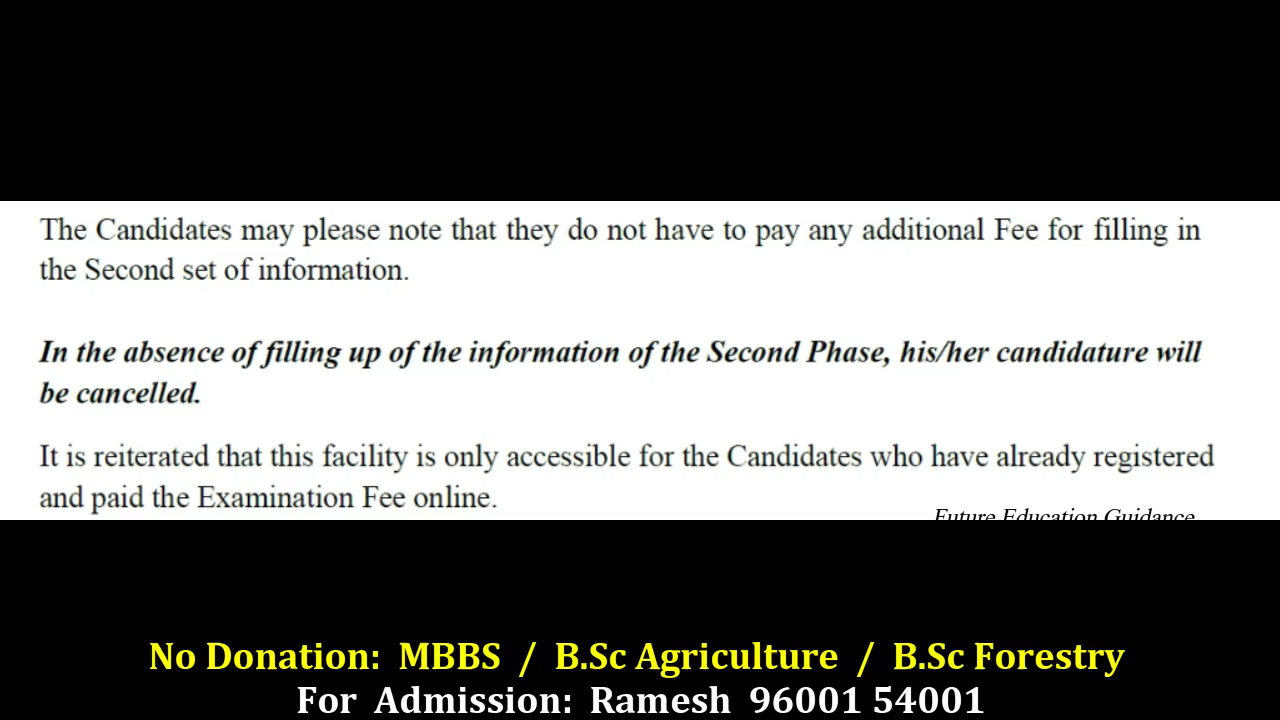 The Candidates may please note that they do not have to pay any additional Fee for filling in
the Second set of information.
In the absence of filling up of the information of the Second Phase, his/her candidature will
be cancelled.
It is reiterated that this facility is only accessible for the Candidates who have already registered
and paid the Examination Fee online.
Future Education Guidance
No Donation: MBBS / B.Sc Agriculture / B.Sc Forestry
For Admission: Ramesh 96001 54001